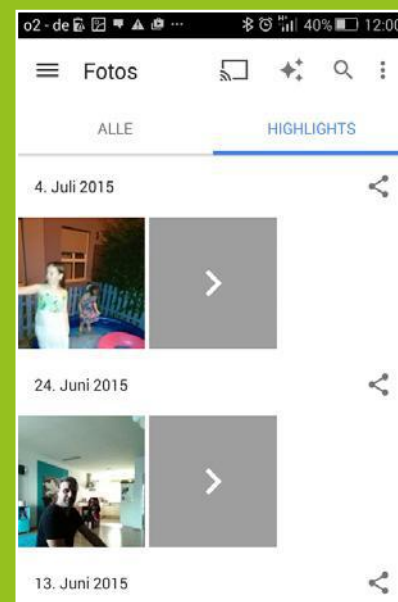 o2 - de 40% 12:00
Fotos
ALLE HIGHLIGHTS
4. Juli 2015
24. Juni 2015
13. Juni 2015